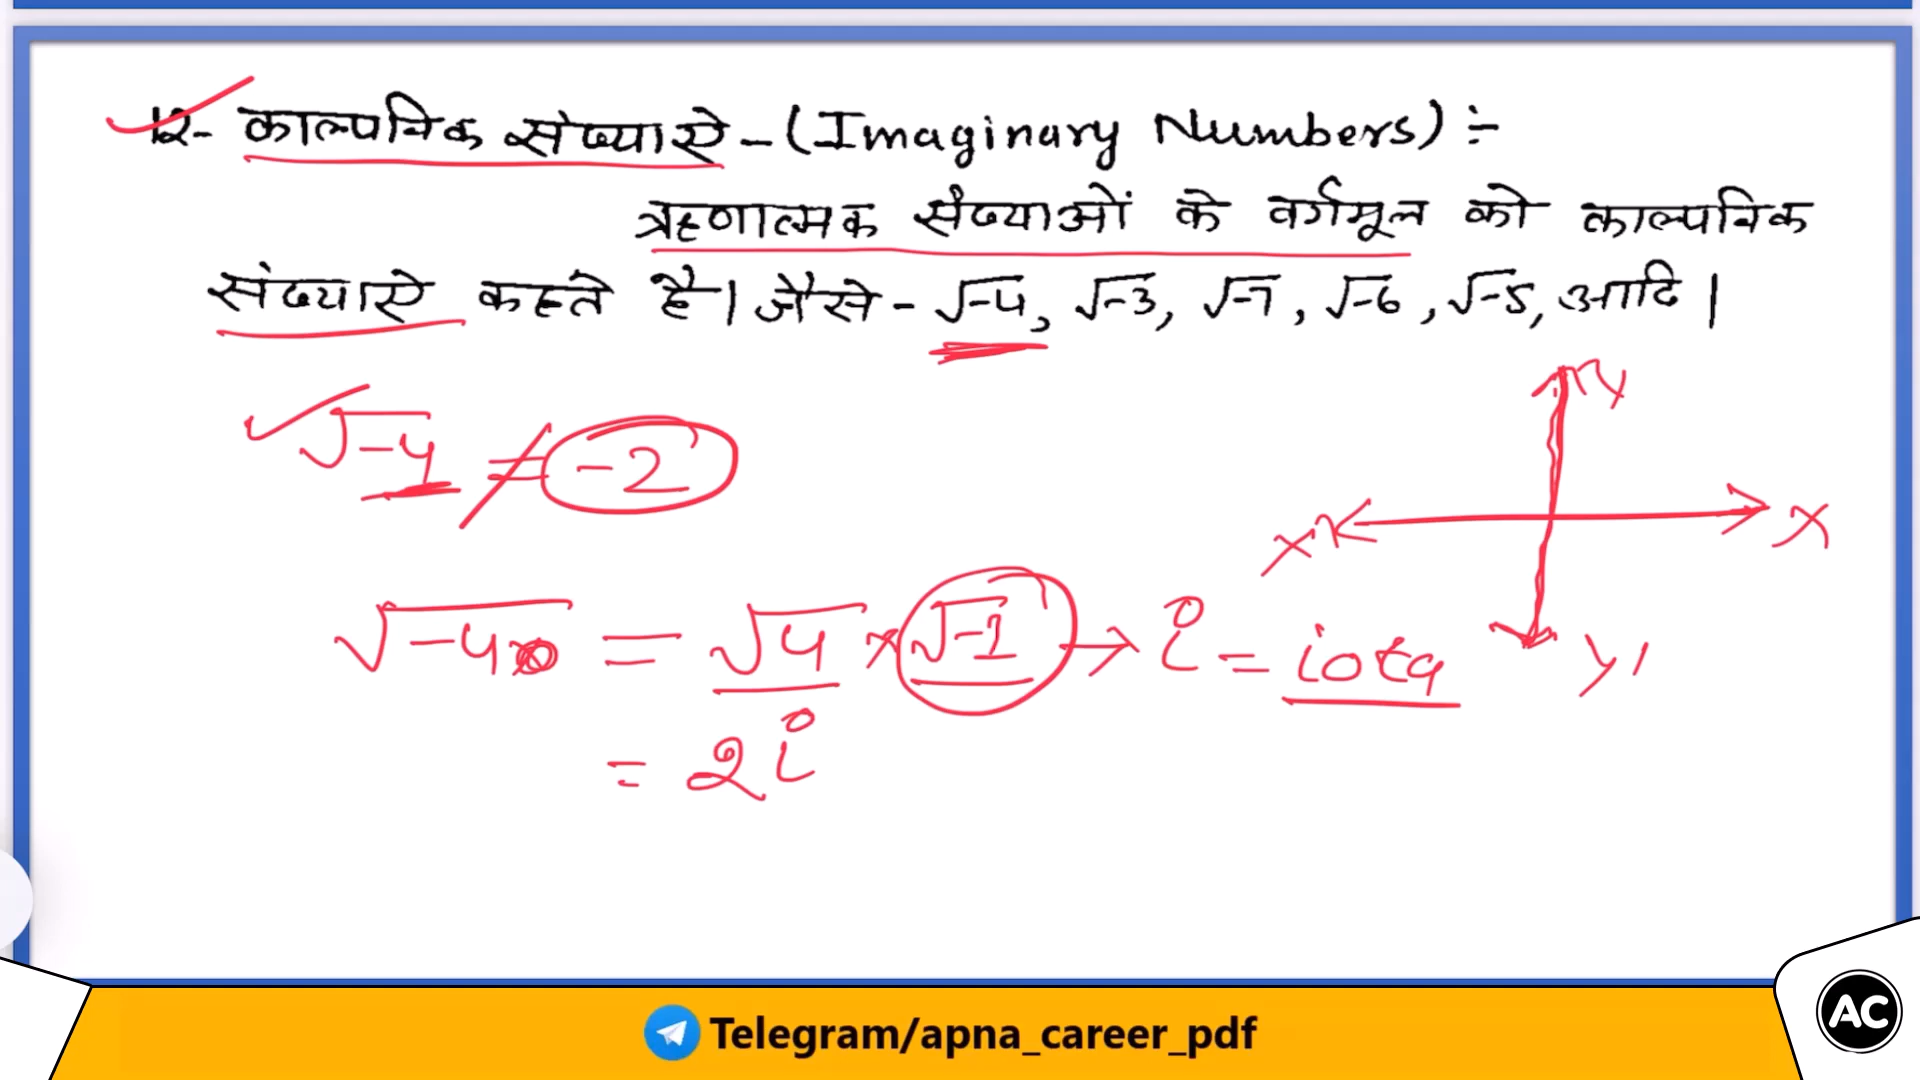 12- काल्पनिक संख्याऐ - (Imaginary Numbers) :-
ऋणात्मक संख्याओं के वर्गमूल को काल्पनिक
संख्याऐ कहते है। जैसे - √-4, √-3, √-7, √-6, √-5, आदि।
√-4 ≠ -2
y
x' x
√-4 = √4 × √-1 → i = iota
y'
= 2i
Telegram/apna_career_pdf
AC